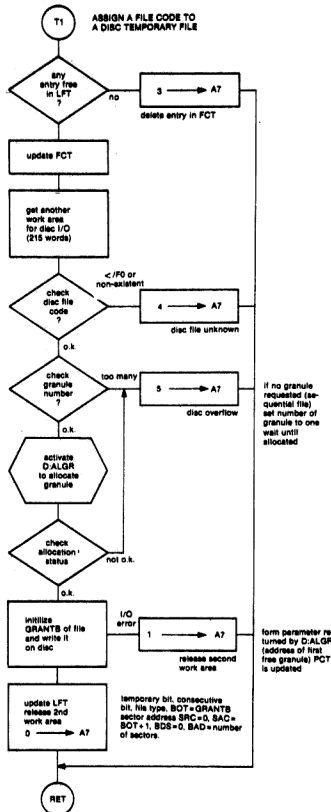 T1
ASSIGN A FILE CODE TO
A DISC TEMPORARY FILE
any
entry free
in LFT
?
no
3 → A7
delete entry in FCT
update FCT
get another
work area
for disc I/O
(215 words)
</F0 or
non-existent
check
disc file
code
?
4 → A7
disc file unknown
o.k.
check
granule
number
?
too many
5 → A7
disc overflow
if no granule
requested (se-
quential file)
set number of
granule to one
wait until
allocated
o.k.
activate
D:ALGR
to allocate
granule
check
allocation
status
not o.k.
o.k.
initilize
GRANTB of file
and write it
on disc
I/O
error
1 → A7
release second
work area
form parameter re
turned by D:ALGR
(address of first
free granule) PCT
is updated
update LFT
release 2nd
work area
0 → A7
temporary bit, consecutive
bit, file type, BOT=GRANTB
sector address SRC=0, SAC=
BOT+1, BDS=0, BAD=number
of sectors.
RET